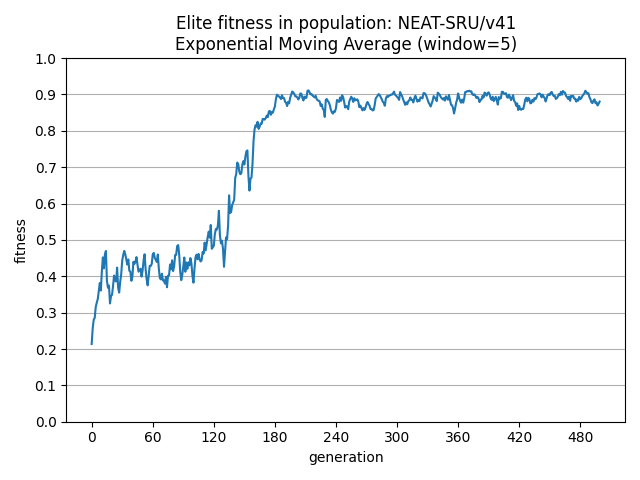 Elite fitness in population: NEAT-SRU/v41
Exponential Moving Average (window=5)
fitness
1.0
0.9
0.8
0.7
0.6
0.5
0.4
0.3
0.2
0.1
0.0
0 60 120 180 240 300 360 420 480
generation